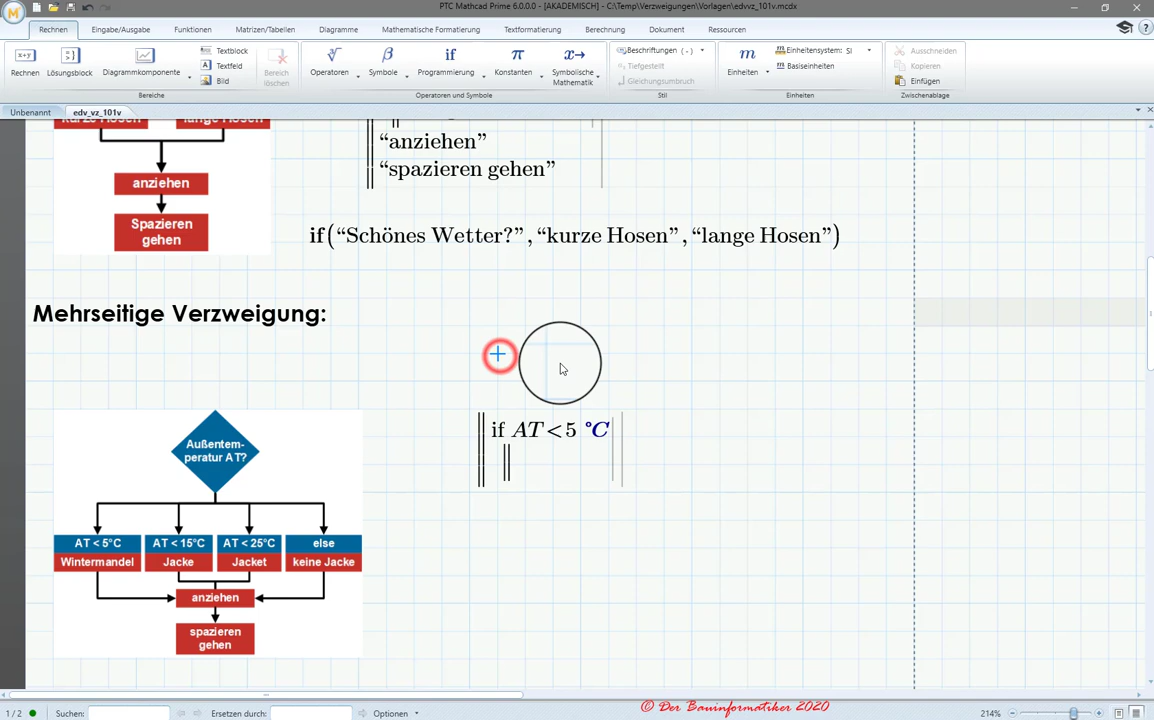 PTC Mathcad Prime 6.0.0.0 - [AKADEMISCH] - C:\Temp\Verzweigungen\Vorlagen\edvvz_101v.mcdx
Rechnen Eingabe/Ausgabe Funktionen Matrizen/Tabellen Diagramme Mathematische Formatierung Textformatierung Berechnung Dokument Ressourcen
Rechnen Lösungsblock Diagrammkomponente Textblock Textfeld Bild Bereich löschen Operatoren Symbole if Programmierung Konstanten Symbolische Mathematik Beschriftungen ( - ) Tiefgestellt Gleichungsumbruch Einheiten Einheitensystem: SI Basiseinheiten Ausschneiden Kopieren Einfügen
Bereiche Operatoren und Symbole Stil Einheiten Zwischenablage
Unbenannt edv_vz_101v
kurze Hosen lange Hosen
anziehen
Spazieren
gehen
“anziehen”
“spazieren gehen”
if(“Schönes Wetter?”, “kurze Hosen”, “lange Hosen”)
Mehrseitige Verzweigung:
if AT < 5 °C
Außentem-
peratur AT?
AT < 5°C AT < 15°C AT < 25°C else
Wintermandel Jacke Jacket keine Jacke
anziehen
spazieren
gehen
1 / 2 Suchen: Ersetzen durch: Optionen © Der Bauinformatiker 2020 214%